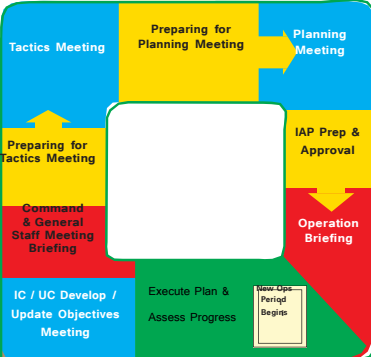 Tactics Meeting
Preparing for
Planning Meeting
Planning
Meeting
IAP Prep &
Approval
Operation
Briefing
New Ops
Period
Begins
Execute Plan &
Assess Progress
IC / UC Develop /
Update Objectives
Meeting
Command
& General
Staff Meeting
Briefing
Preparing for
Tactics Meeting